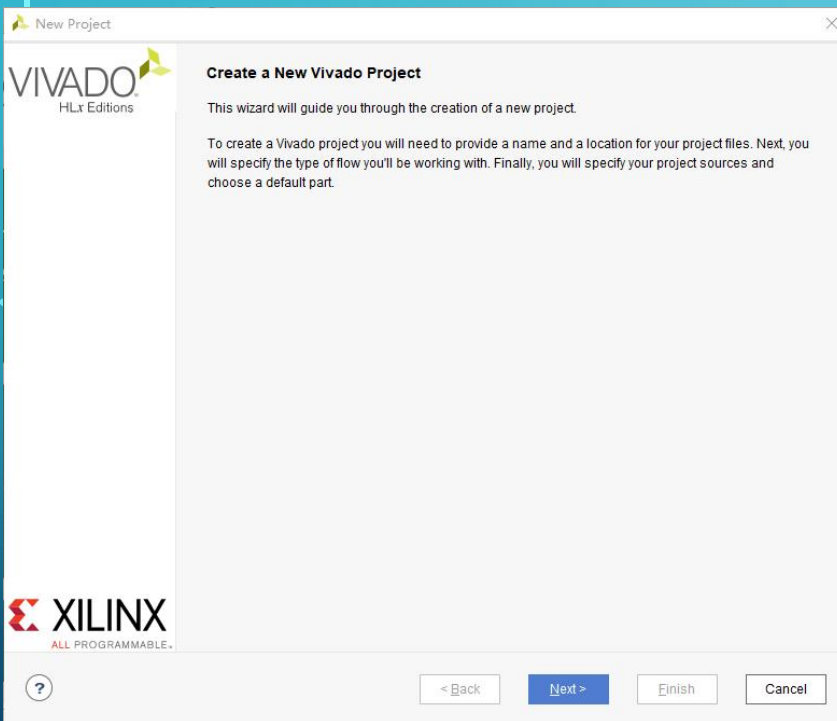 New Project
VIVADO
HLx Editions
Create a New Vivado Project
This wizard will guide you through the creation of a new project.
To create a Vivado project you will need to provide a name and a location for your project files. Next, you
will specify the type of flow you'll be working with. Finally, you will specify your project sources and
choose a default part.
XILINX
ALL PROGRAMMABLE.
?
< Back
Next >
Finish
Cancel